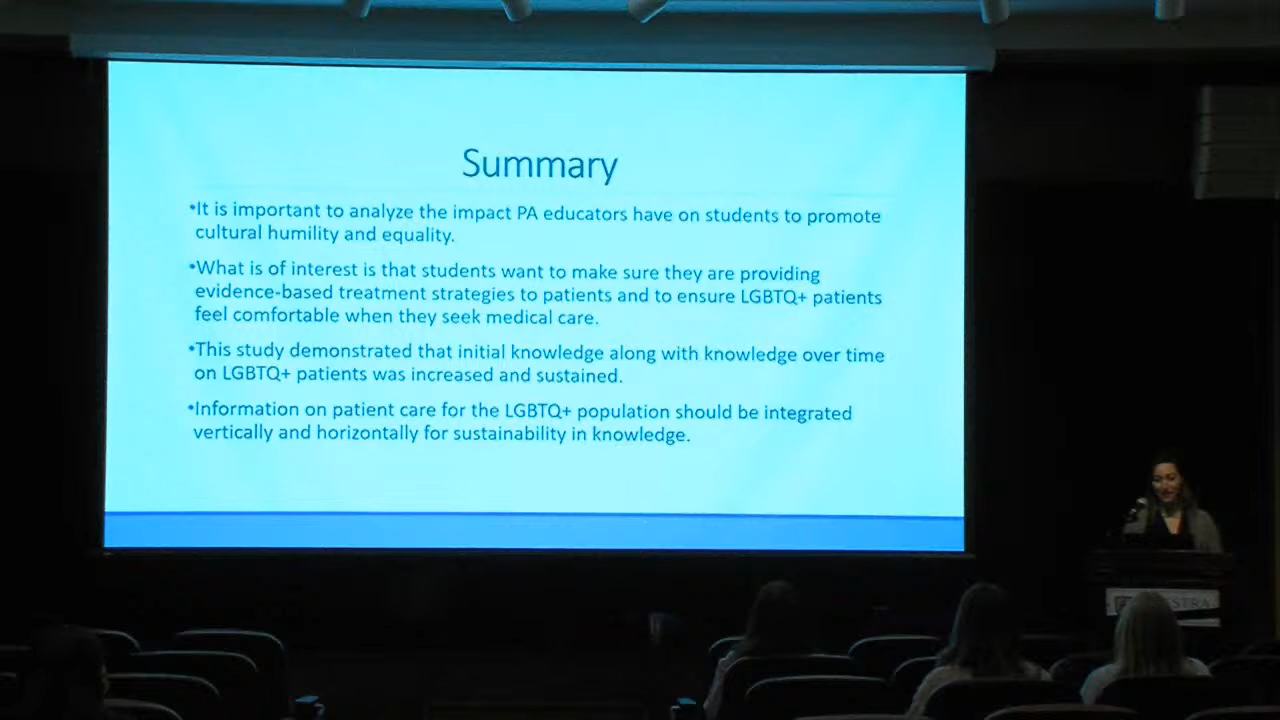 Summary
•It is important to analyze the impact PA educators have on students to promote
cultural humility and equality.
•What is of interest is that students want to make sure they are providing
evidence-based treatment strategies to patients and to ensure LGBTQ+ patients
feel comfortable when they seek medical care.
•This study demonstrated that initial knowledge along with knowledge over time
on LGBTQ+ patients was increased and sustained.
•Information on patient care for the LGBTQ+ population should be integrated
vertically and horizontally for sustainability in knowledge.